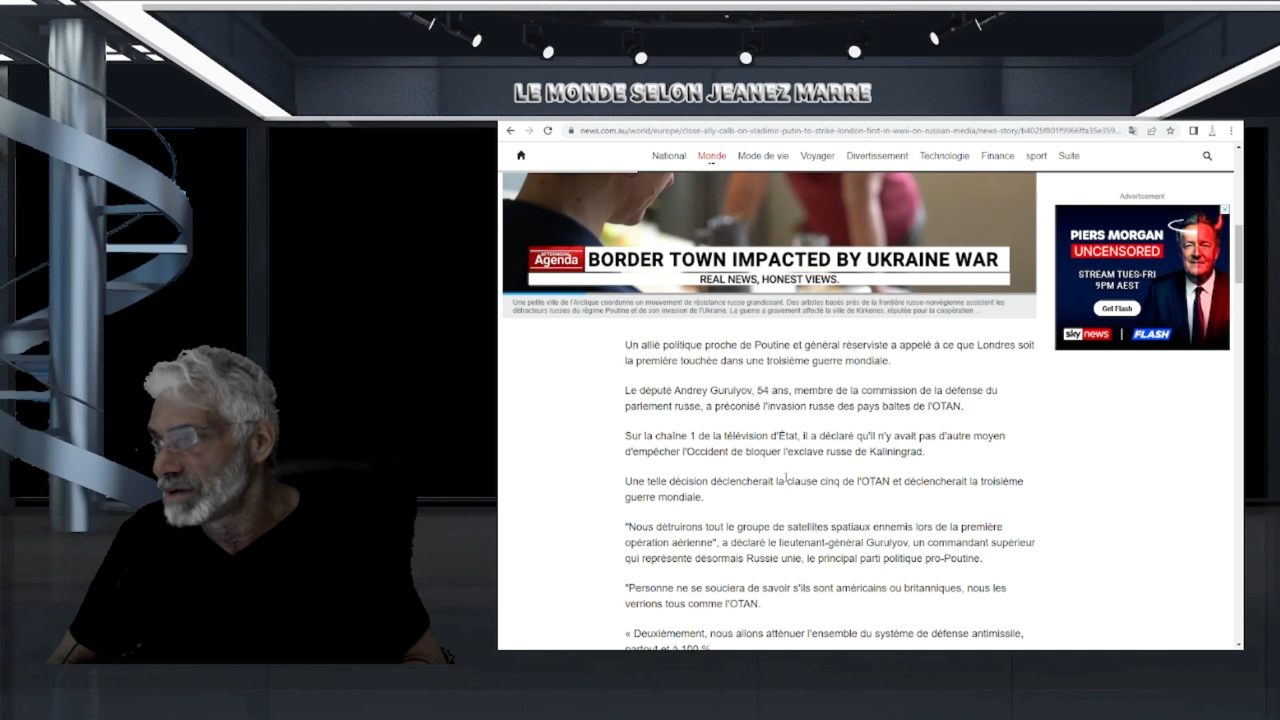 LE MONDE SELON JEANEZ MARRE
news.com.au/world/europe/close-ally-calls-on-vladimir-putin-to-strike-london-first-in-wwiii-on-russian-media/news-story/
National Monde Mode de vie Voyager Divertissement Technologie Finance sport Suite
Advertisement
PIERS MORGAN
UNCENSORED
STREAM TUES-FRI
9PM AEST
Get Flash
sky news | FLASH
AFTERNOON
Agenda
BORDER TOWN IMPACTED BY UKRAINE WAR
REAL NEWS, HONEST VIEWS.
Une petite ville de l'Arctique coordonne un mouvement de résistance russe grandissant. Des artistes basés près de la frontière russo-norvégienne assistent les
détracteurs russes du régime Poutine et de son invasion de l'Ukraine. La guerre a gravement affecté la ville de Kirkenes, réputée pour la coopération ...
Un allié politique proche de Poutine et général réserviste a appelé à ce que Londres soit
la première touchée dans une troisième guerre mondiale.
Le député Andrey Gurulyov, 54 ans, membre de la commission de la défense du
parlement russe, a préconisé l'invasion russe des pays baltes de l'OTAN.
Sur la chaîne 1 de la télévision d'État, il a déclaré qu'il n'y avait pas d'autre moyen
d'empêcher l'Occident de bloquer l'exclave russe de Kaliningrad.
Une telle décision déclencherait la clause cinq de l'OTAN et déclencherait la troisième
guerre mondiale.
"Nous détruirons tout le groupe de satellites spatiaux ennemis lors de la première
opération aérienne", a déclaré le lieutenant-général Gurulyov, un commandant supérieur
qui représente désormais Russie unie, le principal parti politique pro-Poutine.
"Personne ne se souciera de savoir s'ils sont américains ou britanniques, nous les
verrions tous comme l'OTAN.
« Deuxièmement, nous allons atténuer l'ensemble du système de défense antimissile,
partout et à 100 %.